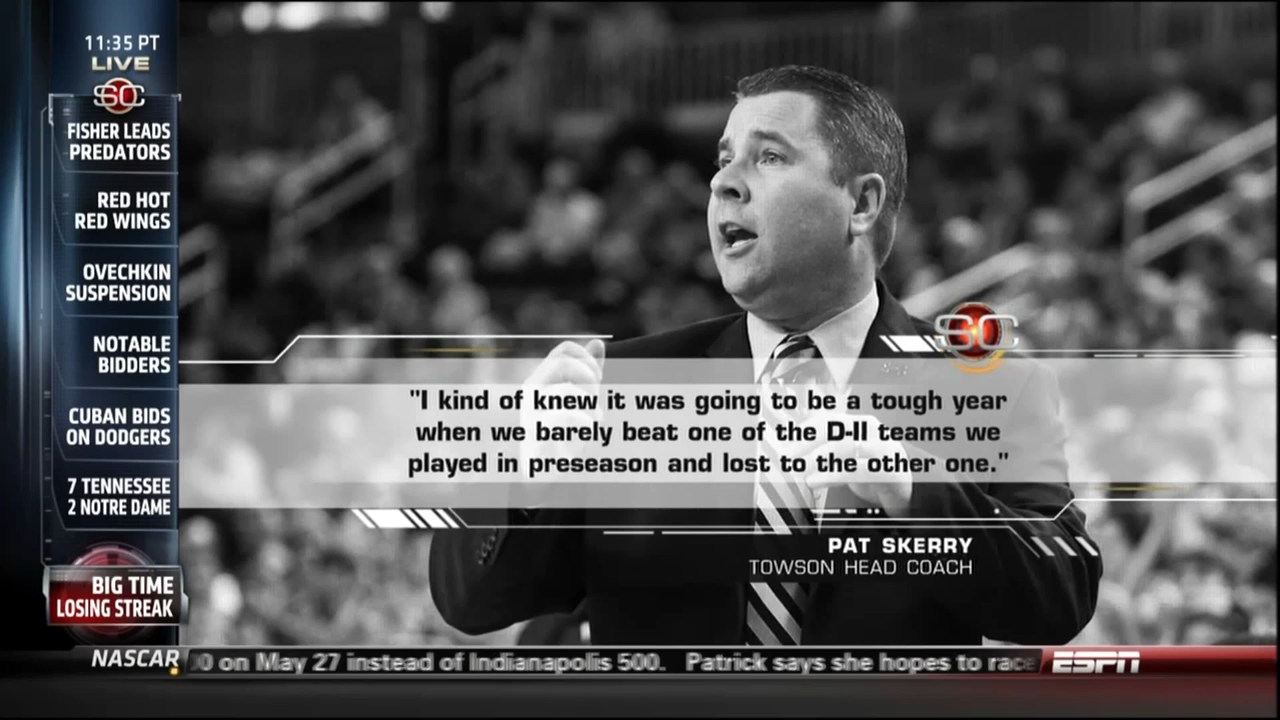 11:35 PT
LIVE
SC
FISHER LEADS
PREDATORS
RED HOT
RED WINGS
OVECHKIN
SUSPENSION
NOTABLE
BIDDERS
CUBAN BIDS
ON DODGERS
7 TENNESSEE
2 NOTRE DAME
BIG TIME
LOSING STREAK
SC
"I kind of knew it was going to be a tough year
when we barely beat one of the D-II teams we
played in preseason and lost to the other one."
PAT SKERRY
TOWSON HEAD COACH
NASCAR
0 on May 27 instead of Indianapolis 500. Patrick says she hopes to race
ESPN